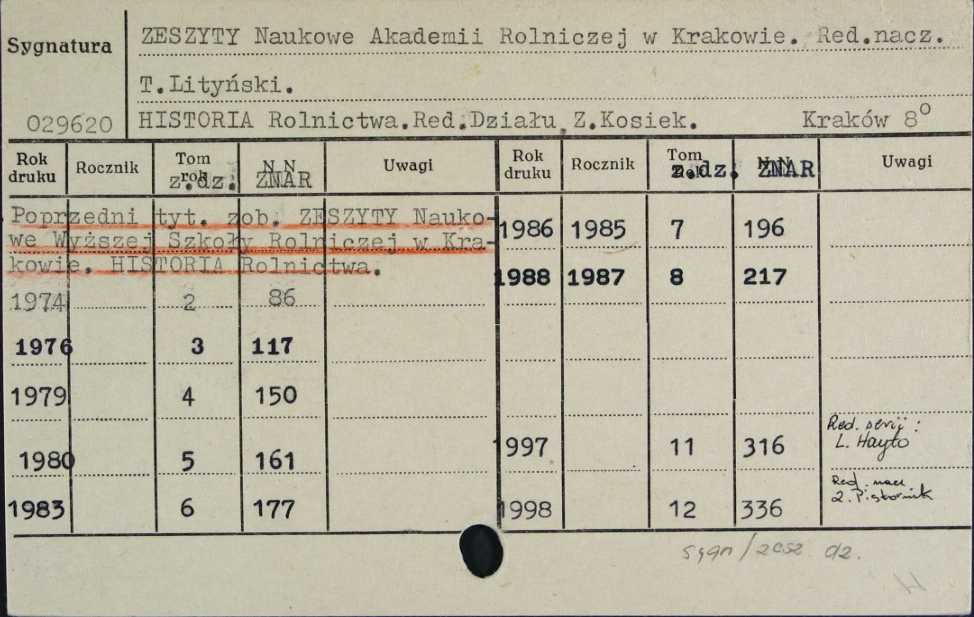 Sygnatura
ZESZYTY Naukowe Akademii Rolniczej w Krakowie. Red.nacz.
T.Lityński.
029620
HISTORIA Rolnictwa.Red.Działu Z.Kosiek. Kraków 8°
Rok druku Rocznik Tom rok z.dz. N N ZNAR Uwagi Rok druku Rocznik Tom rok z.dz. N N ZNAR Uwagi
Poprzedni tyt. zob. ZESZYTY Nauko-
we Wyższej Szkoły Rolniczej w Kra-
kowie. HISTORIA Rolnictwa.
1974 2 86
1976 3 117
1979 4 150
1980 5 161
1983 6 177
1986 1985 7 196
1988 1987 8 217
1997 11 316 Red. serii:
L. Hayto
1998 12 336 Red. nacz
sygn/zesz dz.